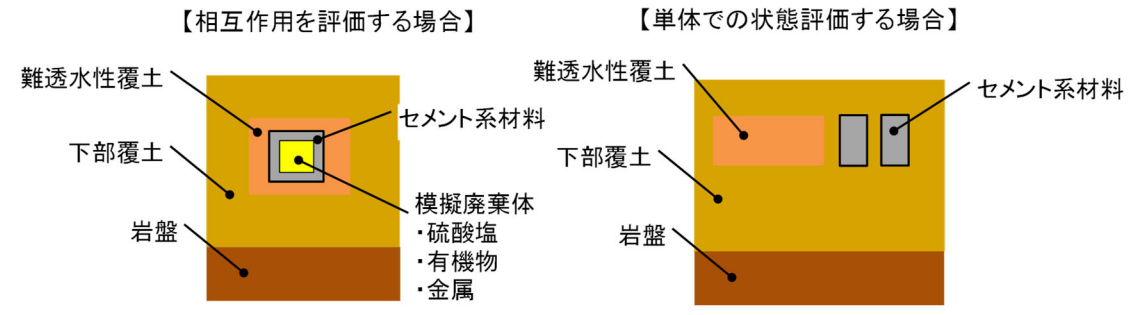 【相互作用を評価する場合】
難透水性覆土
セメント系材料
下部覆土
模擬廃棄体
・硫酸塩
・有機物
・金属
岩盤
【単体での状態評価する場合】
難透水性覆土
セメント系材料
下部覆土
岩盤